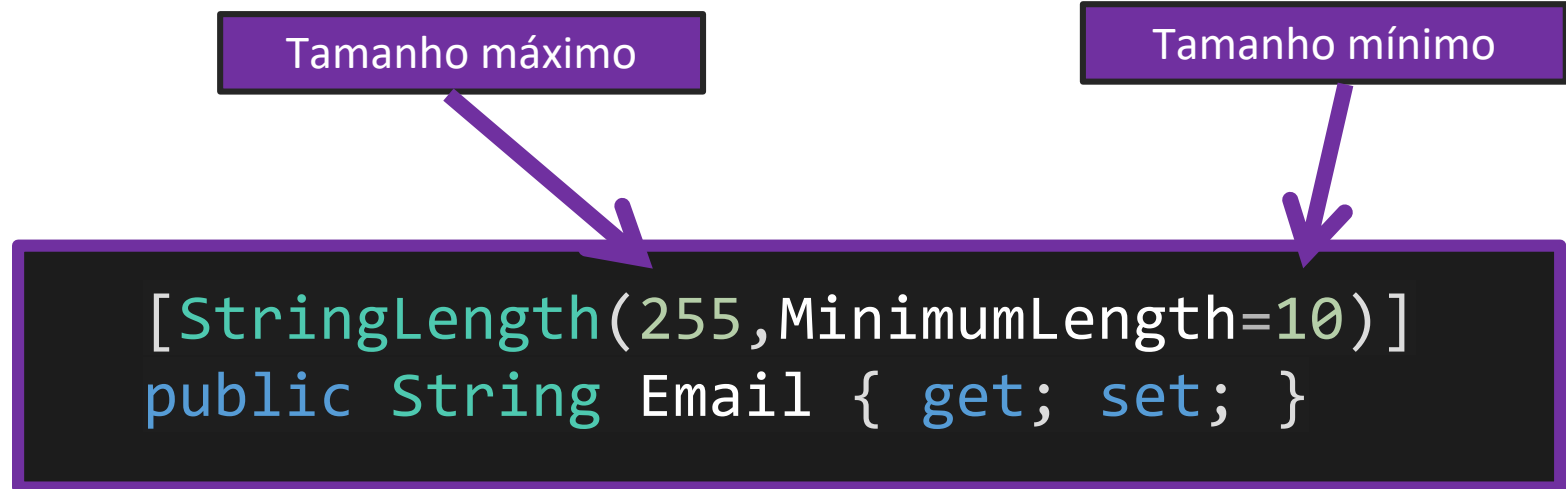 Tamanho máximo
Tamanho mínimo
[StringLength(255,MinimumLength=10)]
public String Email { get; set; }